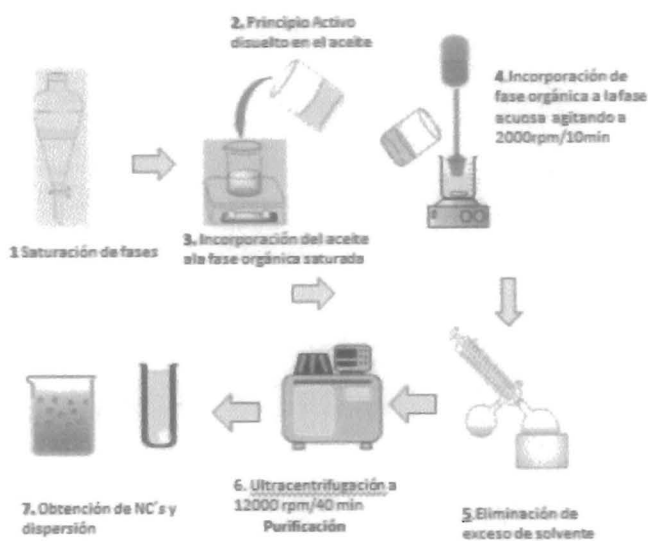 2. Principio Activo
disuelto en el aceite
4.Incorporación de
fase orgánica a la fase
acuosa agitando a
2000rpm/10min
1 Saturación de fases
3. Incorporación del aceite
ala fase orgánica saturada
7. Obtención de NC's y
dispersión
6. Ultracentrifugación a
12000 rpm/40 min
Purificación
5.Eliminación de
exceso de solvente